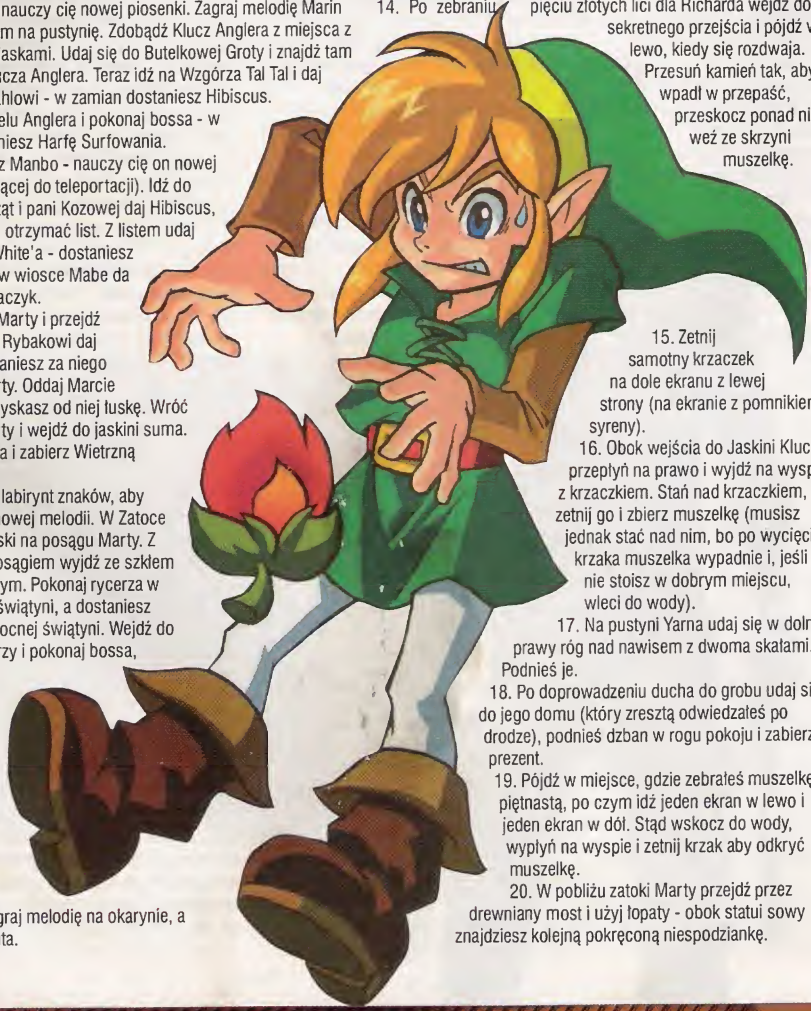 nauczy cię nowej piosenki. Zagraj melodię Marin
m na pustynię. Zdobądź Klucz Anglera z miejsca z
askami. Udaj się do Butelkowej Groty i znajdź tam
cza Anglera. Teraz idź na Wzgórza Tal Tal i daj
hlowi - w zamian dostaniesz Hibiscus.
elu Anglera i pokonaj bossa - w
niesz Harfę Surfowania.
z Manbo - nauczy cię on nowej
ącej do teleportacji). Idź do
ząt i pani Kozowej daj Hibiscus,
otrzymać list. Z listem udaj
White'a - dostaniesz
w wiosce Mabe da
aczyk.
Marty i przejdź
Rybakowi daj
taniesz za niego
rty. Oddaj Marcie
yskasz od niej łuskę. Wróć
ty i wejdź do jaskini suma.
a i zabierz Wietrzną
labirynt znaków, aby
nowej melodii. W Zatoce
ski na posągu Marty. Z
osągiem wyjdź ze szkłem
ym. Pokonaj rycerza w
świątyni, a dostaniesz
ocnej świątyni. Wejdź do
rzy i pokonaj bossa,
graj melodię na okarynie, a
ta.
14. Po zebraniu pięciu złotych lici dla Richarda wejdź do
sekretnego przejścia i pójdź w
lewo, kiedy się rozdwaja.
Przesuń kamień tak, aby
wpadł w przepaść,
przeskocz ponad ni
weź ze skrzyni
muszelkę.
15. Zetnij
samotny krzaczek
na dole ekranu z lewej
strony (na ekranie z pomnikiem
syreny).
16. Obok wejścia do Jaskini Kluc
przepłyń na prawo i wyjdź na wysp
z krzaczkiem. Stań nad krzaczkiem,
zetnij go i zbierz muszelkę (musisz
jednak stać nad nim, bo po wycięci
krzaka muszelka wypadnie i, jeśli
nie stoisz w dobrym miejscu,
wleci do wody).
17. Na pustyni Yarna udaj się w doln
prawy róg nad nawisem z dwoma skałami.
Podnieś je.
18. Po doprowadzeniu ducha do grobu udaj si
do jego domu (który zresztą odwiedzałeś po
drodze), podnieś dzban w rogu pokoju i zabierz
prezent.
19. Pójdź w miejsce, gdzie zebrałeś muszelkę
piętnastą, po czym idź jeden ekran w lewo i
jeden ekran w dół. Stąd wskocz do wody,
wypłyń na wyspie i zetnij krzak aby odkryć
muszelkę.
20. W pobliżu zatoki Marty przejdź przez
drewniany most i użyj łopaty - obok statui sowy
znajdziesz kolejną pokręconą niespodziankę.